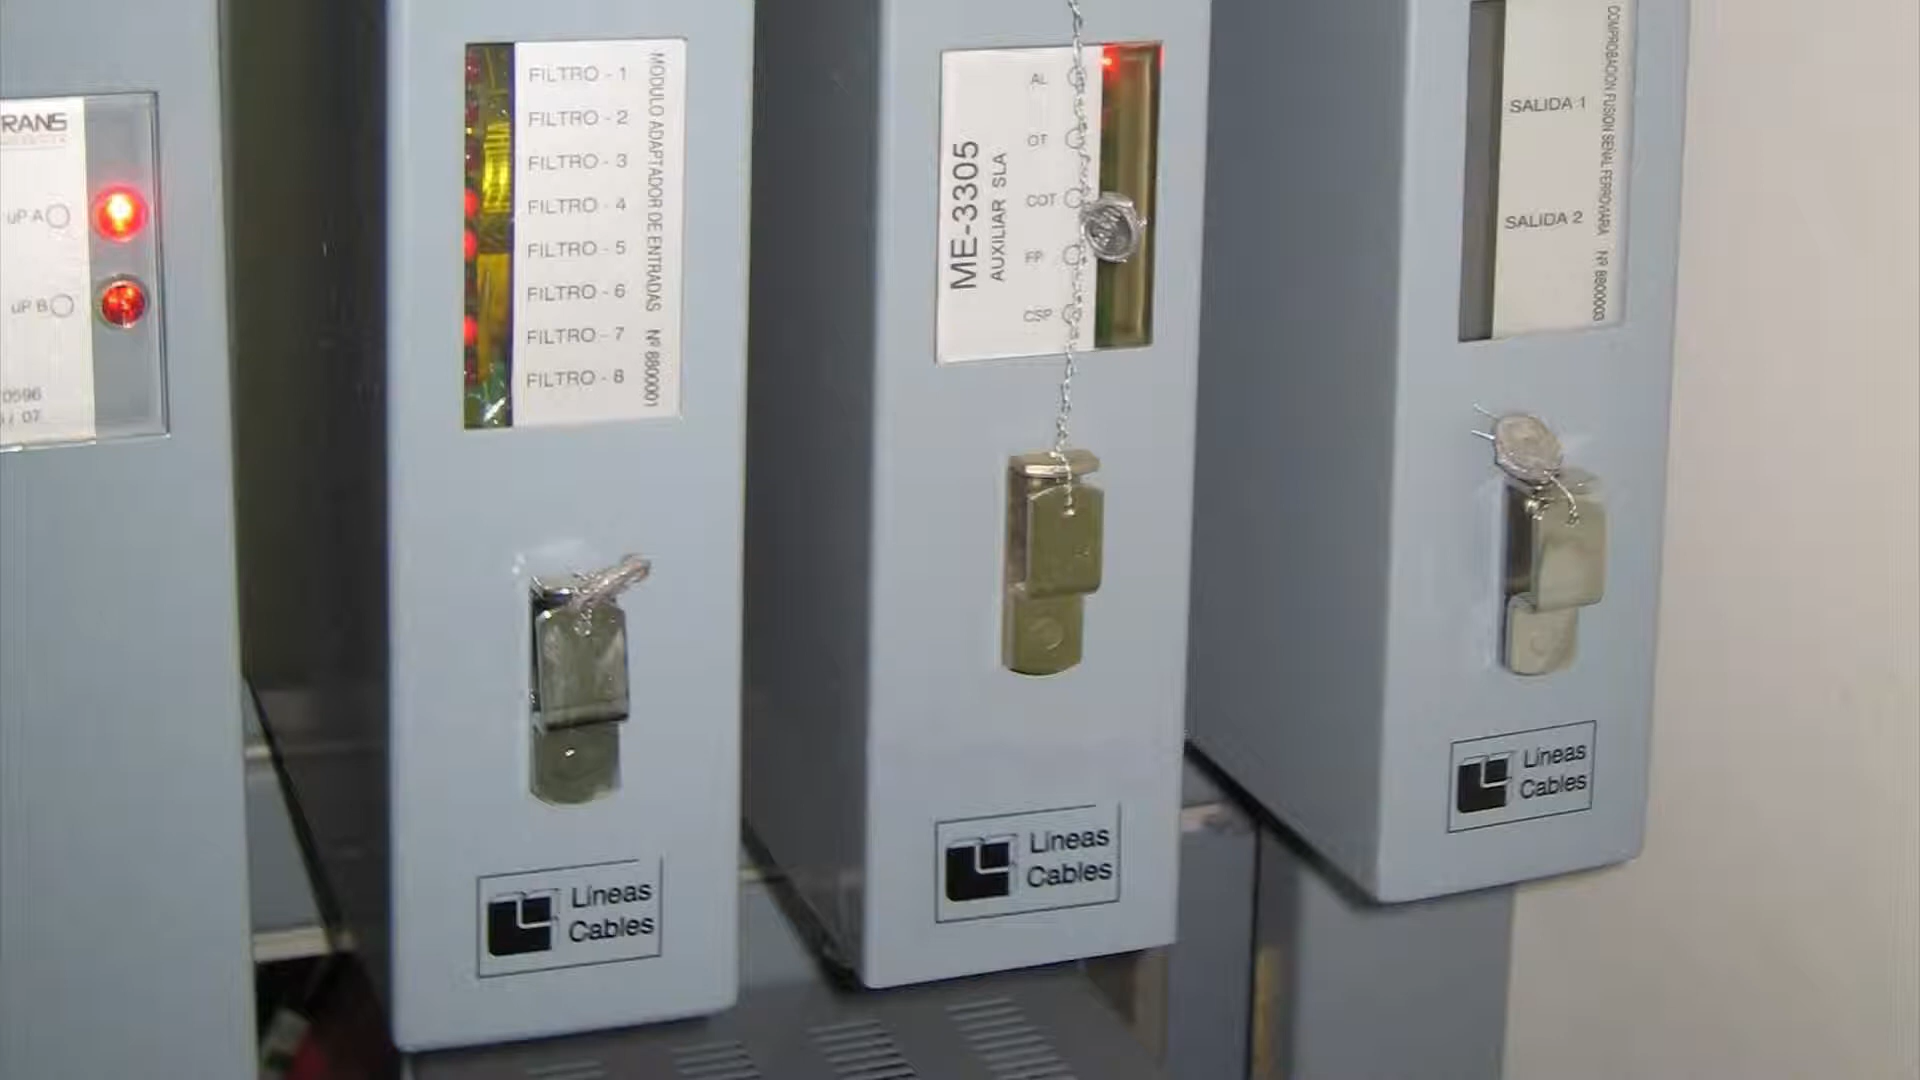 RANS
uP A
uP B
0596
/ 07
FILTRO - 1
FILTRO - 2
FILTRO - 3
FILTRO - 4
FILTRO - 5
FILTRO - 6
FILTRO - 7
FILTRO - 8
MODULO ADAPTADOR DE ENTRADAS Nº 8800001
Líneas
Cables
ME-3305
AUXILIAR SLA
AL
OT
COT
FP
CSP
Líneas
Cables
SALIDA 1
SALIDA 2
COMPROBACION FUSION SEÑAL FERROVIARIA Nº 8800003
Líneas
Cables